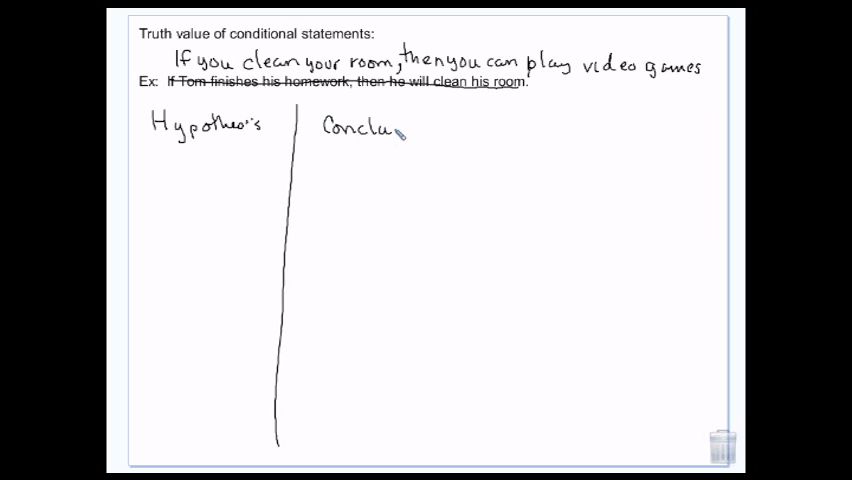 Truth value of conditional statements:
If you clean your room, then you can play video games
Ex: If Tom finishes his homework, then he will clean his room.
Hypothesis Conclu